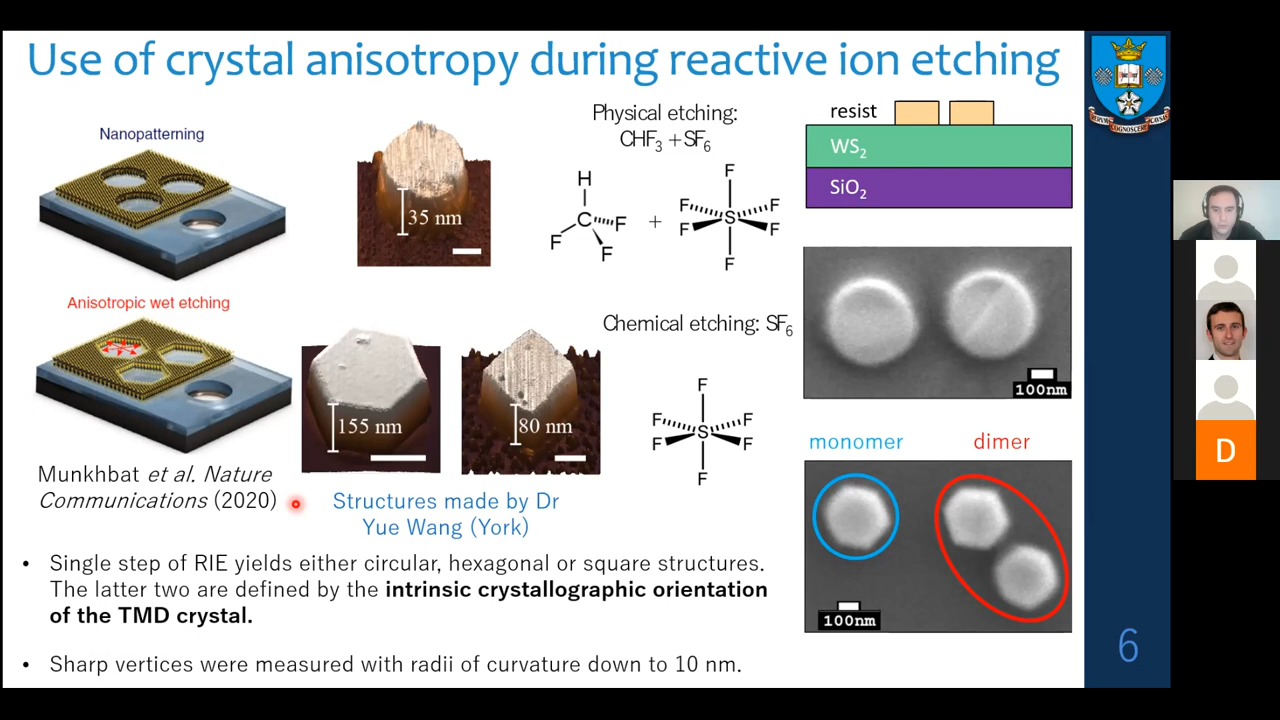 Use of crystal anisotropy during reactive ion etching
Nanopatterning
Anisotropic wet etching
Munkhbat et al. Nature
Communications (2020)
35 nm
155 nm
80 nm
Structures made by Dr
Yue Wang (York)
Physical etching:
CHF₃ + SF₆
H
C
F
F
F
+
F
F
F
S
F
F
F
Chemical etching: SF₆
F
F
F
S
F
F
F
resist
WS₂
SiO₂
100nm
monomer
dimer
100nm
• Single step of RIE yields either circular, hexagonal or square structures.
The latter two are defined by the intrinsic crystallographic orientation
of the TMD crystal.
• Sharp vertices were measured with radii of curvature down to 10 nm.
6
D